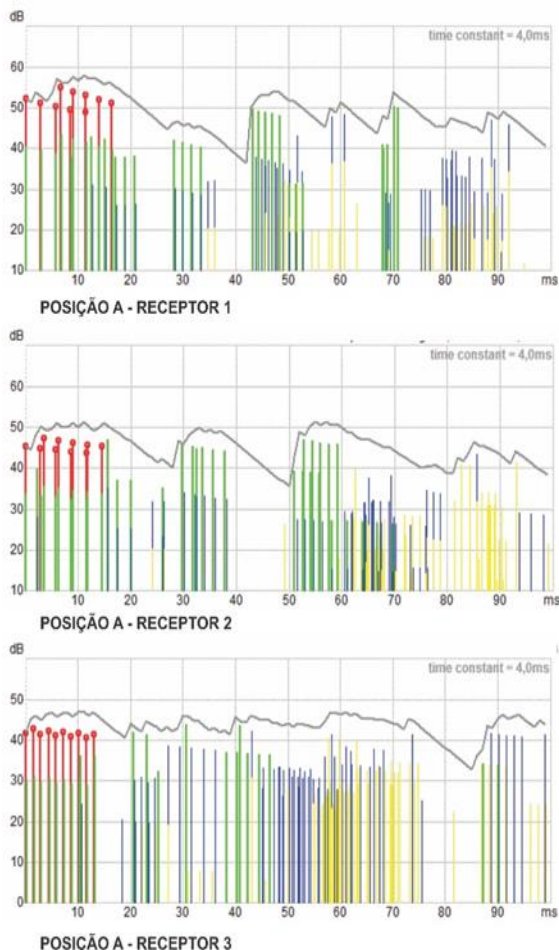 dB
time constant = 4,0ms
60
50
40
30
20
10
10 20 30 40 50 60 70 80 90 ms
POSIÇÃO A - RECEPTOR 1
dB
time constant = 4,0ms
60
50
40
30
20
10
10 20 30 40 50 60 70 80 90 ms
POSIÇÃO A - RECEPTOR 2
dB
time constant = 4,0ms
50
40
30
20
10
0
10 20 30 40 50 60 70 80 90 ms
POSIÇÃO A - RECEPTOR 3